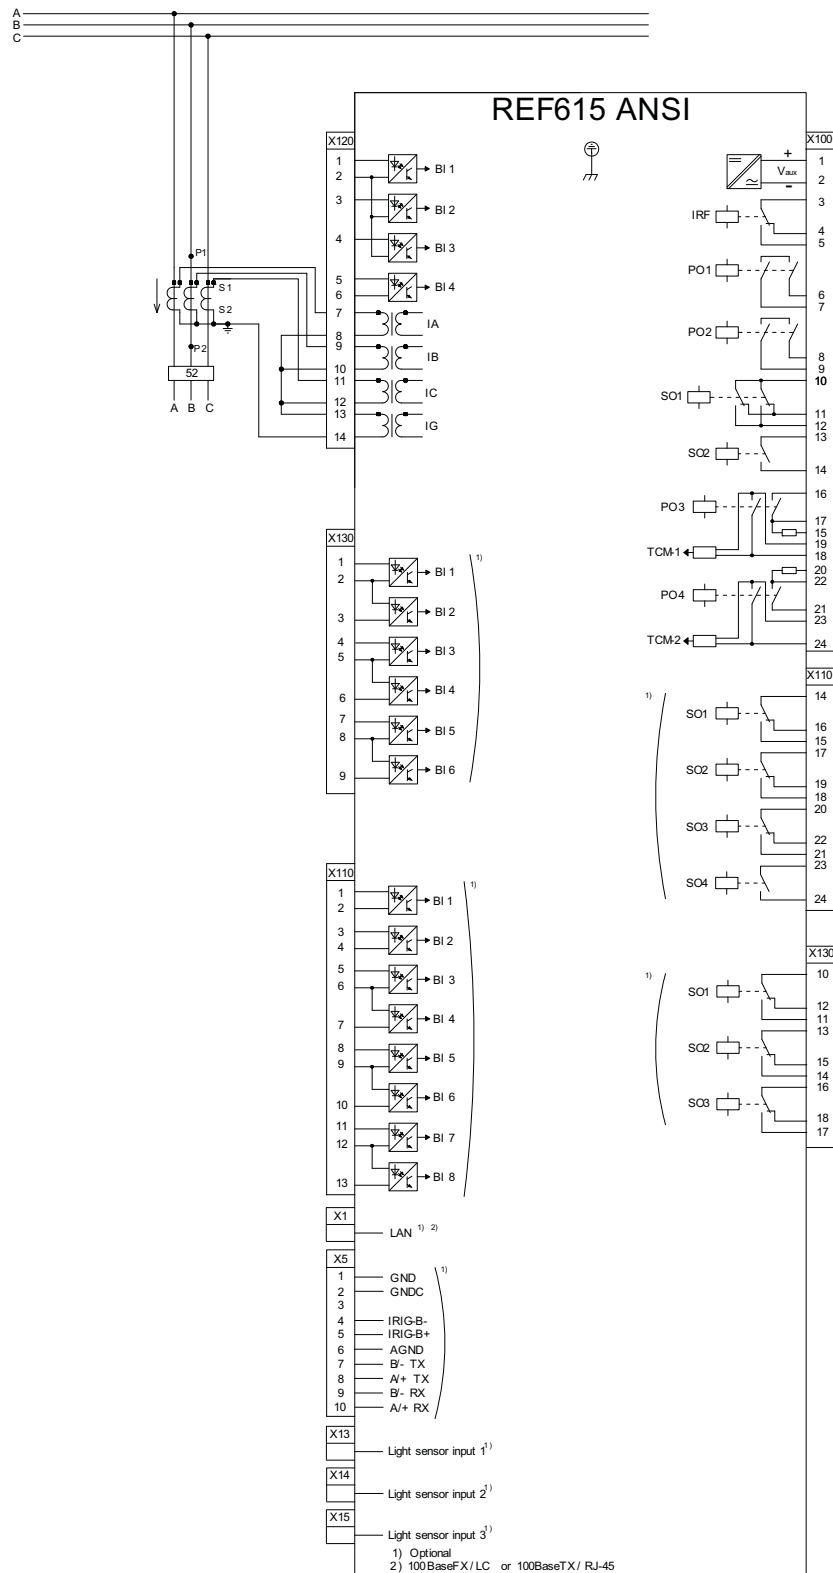 A
B
C
REF615 ANSI
X120
1
2
BI 1
3
BI 2
4
BI 3
5
6
BI 4
7
8
IA
9
10
IB
11
12
IC
13
14
IG
P1
S1
S2
P2
52
A B C
X130
1
2
BI 1
1)
3
BI 2
4
5
BI 3
6
BI 4
7
8
BI 5
9
BI 6
X110
1
2
BI 1
1)
3
4
BI 2
5
6
BI 3
7
BI 4
8
9
BI 5
10
BI 6
11
12
BI 7
13
BI 8
X1
LAN 1) 2)
X5
1 GND
1)
2 GNDC
3
4 IRIG-B-
5 IRIG-B+
6 AGND
7 B/- TX
8 A/+ TX
9 B/- RX
10 A/+ RX
X13
Light sensor input 1 1)
X14
Light sensor input 2 1)
X15
Light sensor input 3 1)
1) Optional
2) 100BaseFX / LC or 100BaseTX / RJ-45
X100
+
Vaux
-
1
2
IRF
3
4
5
PO1
6
7
PO2
8
9
SO1
10
11
12
SO2
13
14
PO3
16
17
15
19
TCM-1
18
20
22
PO4
21
23
TCM-2
24
X110
1)
SO1
14
16
15
SO2
17
19
18
SO3
20
22
21
SO4
23
24
X130
1)
SO1
10
12
11
SO2
13
15
14
SO3
16
18
17